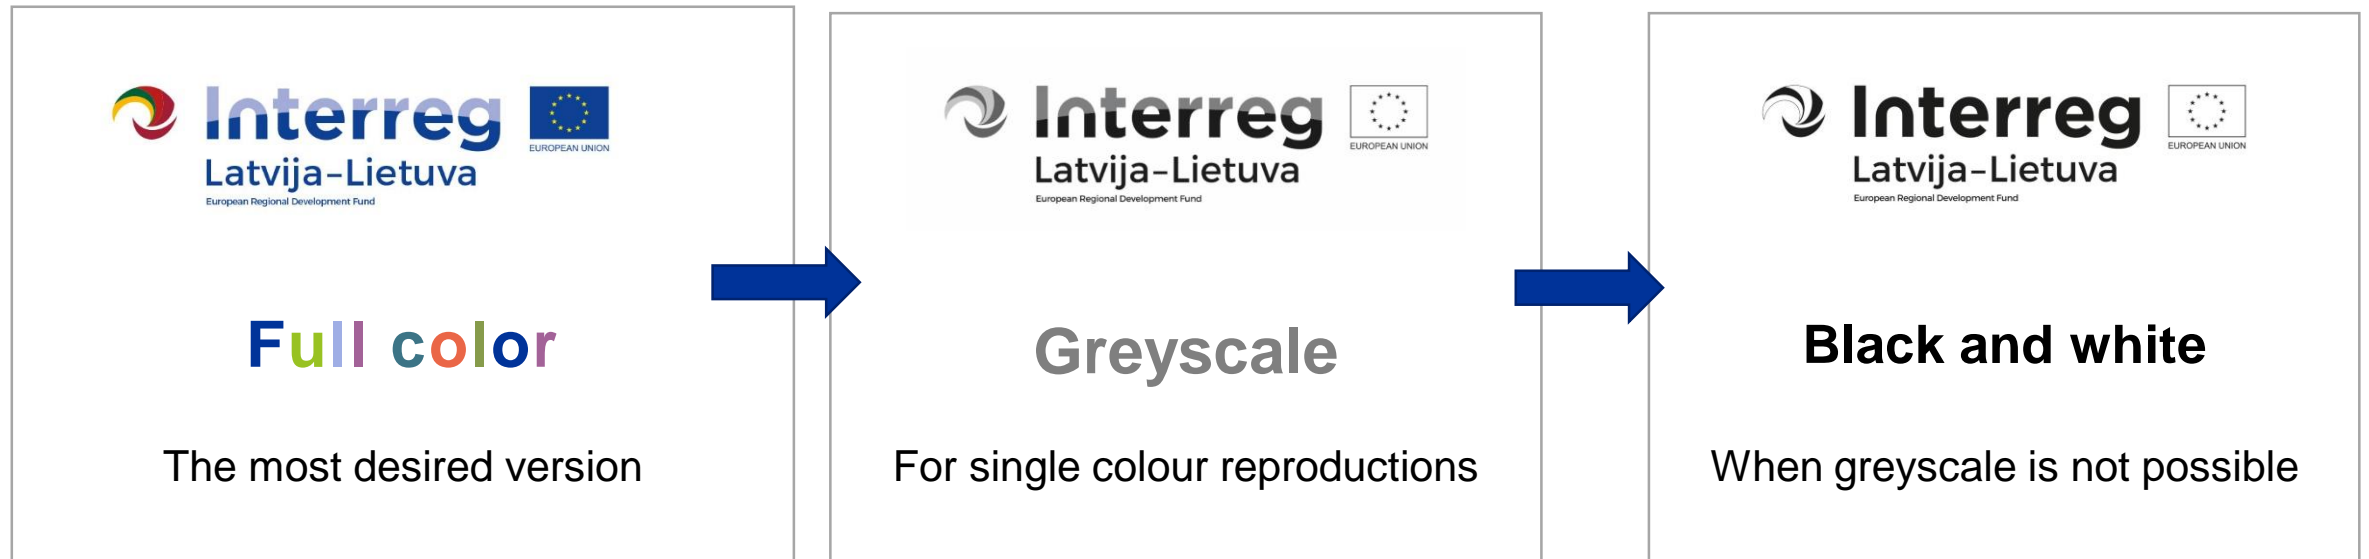 Interreg
EUROPEAN UNION
Latvija–Lietuva
European Regional Development Fund
Full color
The most desired version
Interreg
EUROPEAN UNION
Latvija–Lietuva
European Regional Development Fund
Greyscale
For single colour reproductions
Interreg
EUROPEAN UNION
Latvija–Lietuva
European Regional Development Fund
Black and white
When greyscale is not possible